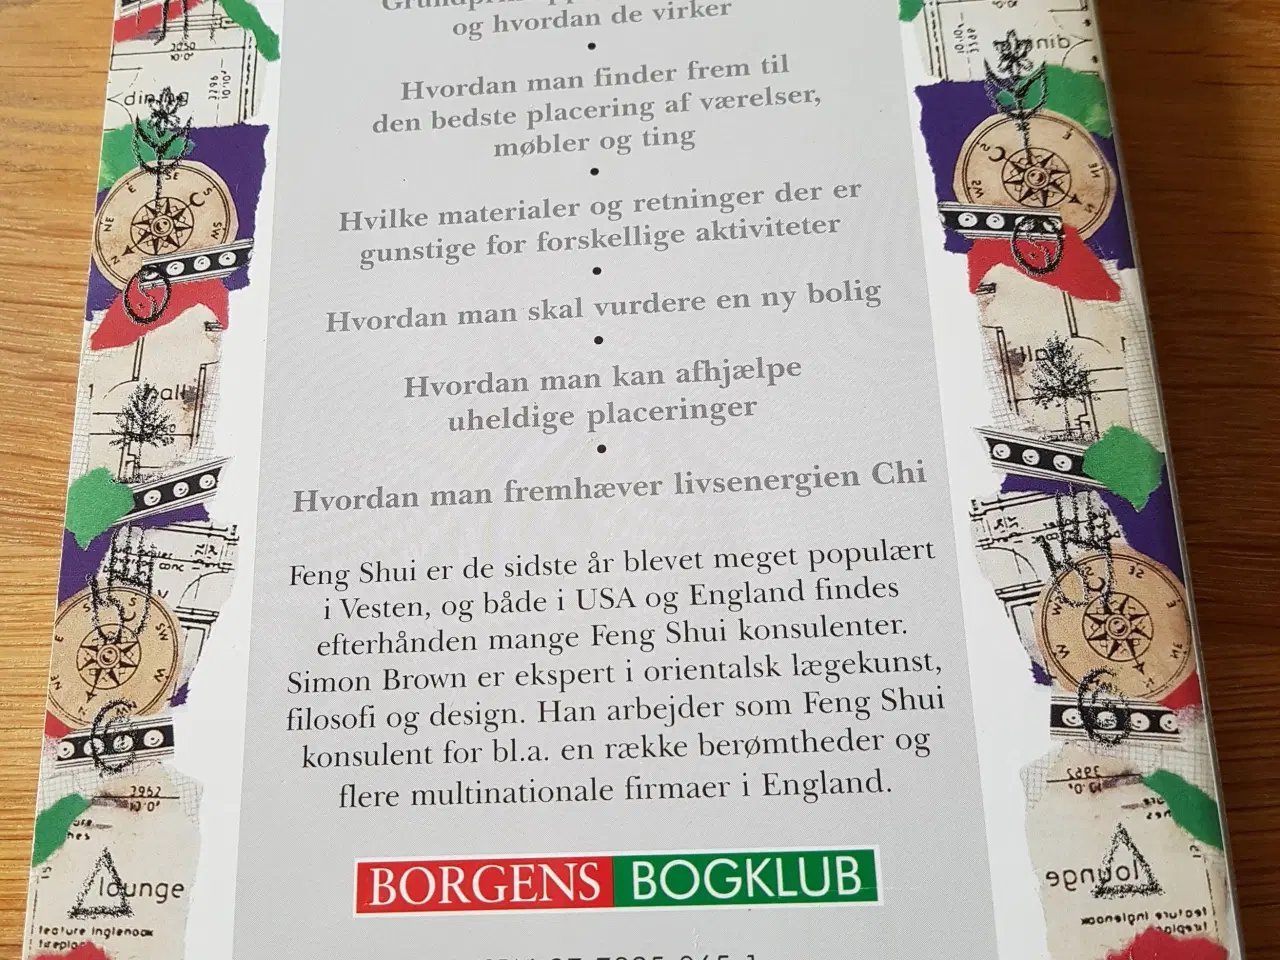 og hvordan de virker
•
Hvordan man finder frem til
den bedste placering af værelser,
møbler og ting
•
Hvilke materialer og retninger der er
gunstige for forskellige aktiviteter
•
Hvordan man skal vurdere en ny bolig
•
Hvordan man kan afhjælpe
uheldige placeringer
•
Hvordan man fremhæver livsenergien Chi
Feng Shui er de sidste år blevet meget populært
i Vesten, og både i USA og England findes
efterhånden mange Feng Shui konsulenter.
Simon Brown er ekspert i orientalsk lægekunst,
filosofi og design. Han arbejder som Feng Shui
konsulent for bl.a. en række berømtheder og
flere multinationale firmaer i England.
BORGENS BOGKLUB
dining
lounge
feature inglenook